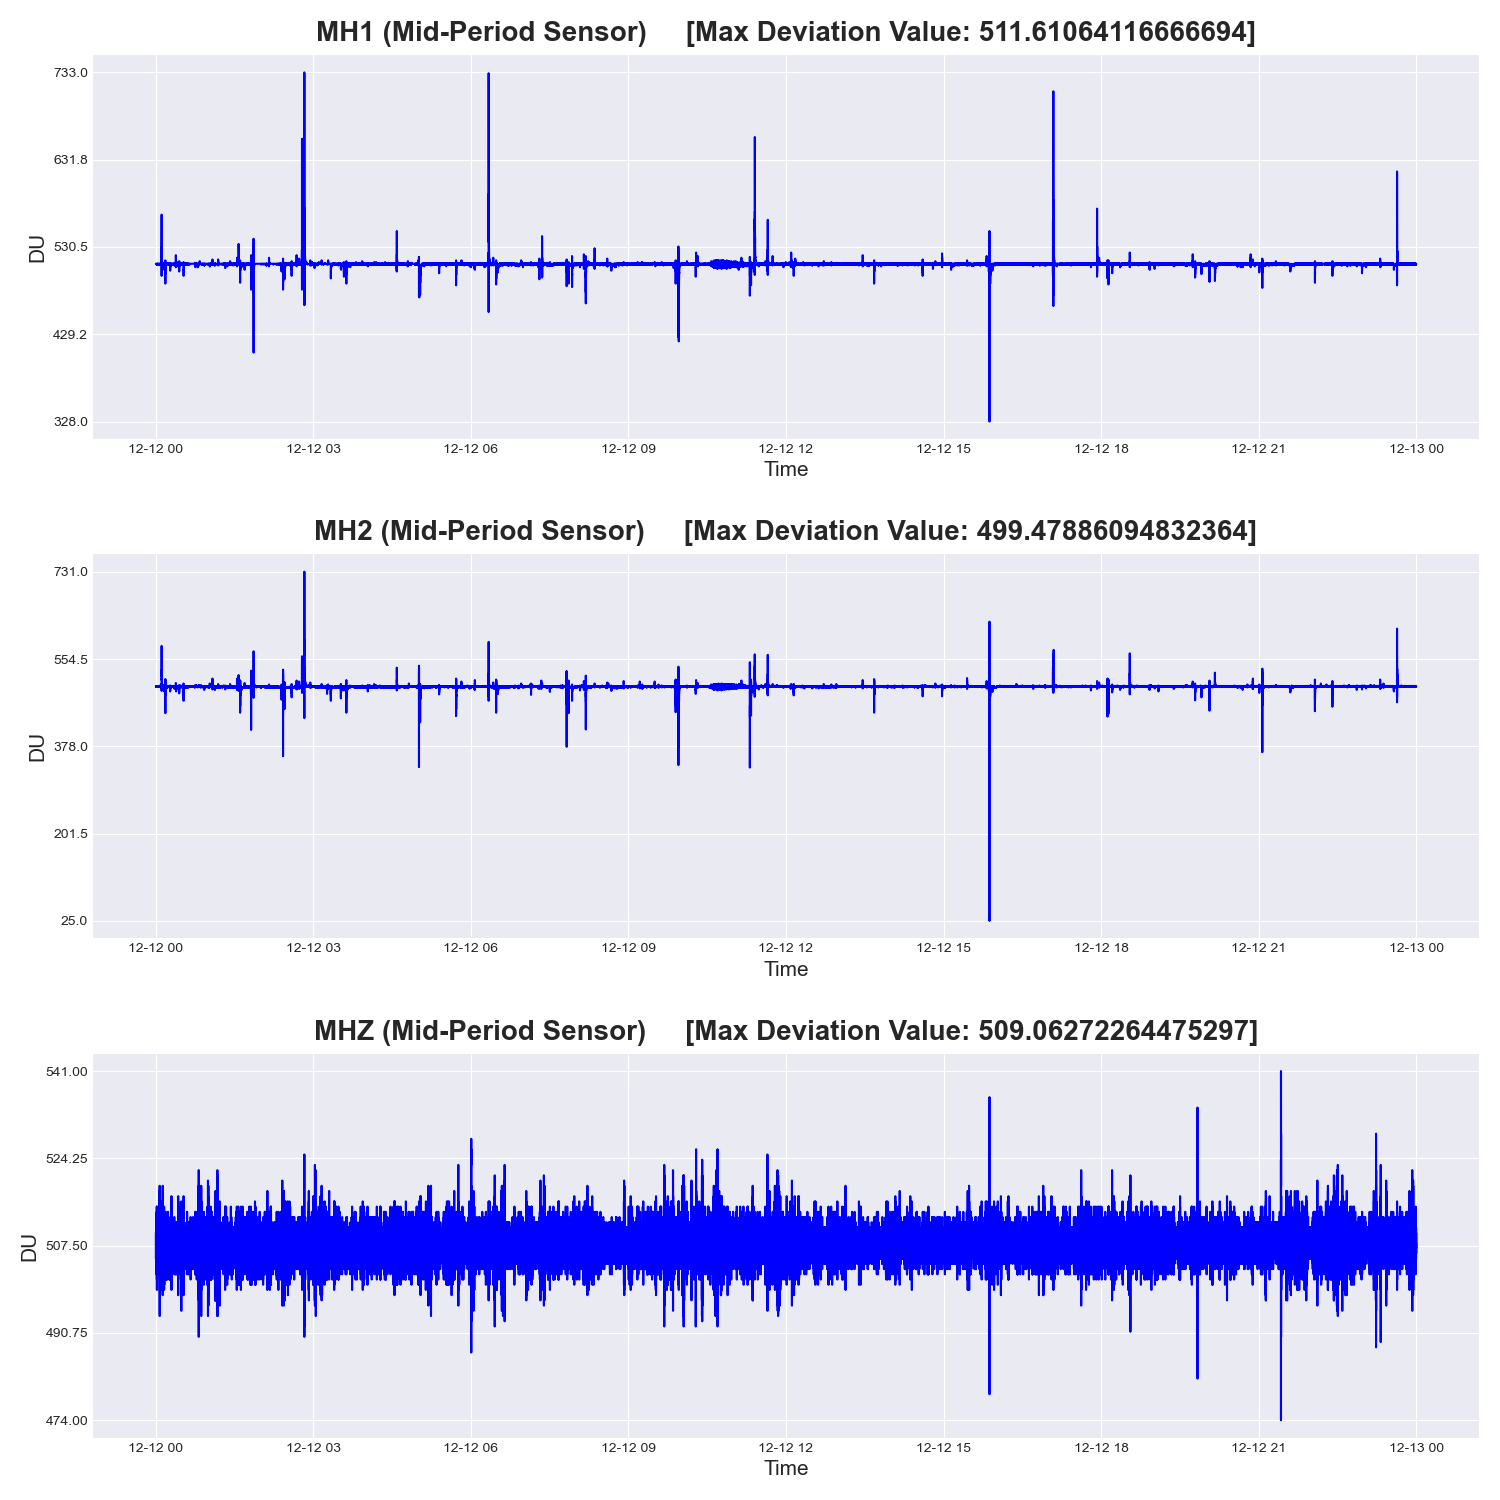 MH1 (Mid-Period Sensor) [Max Deviation Value: 511.61064116666694]
733.0
631.8
530.5
429.2
328.0
DU
12-12 00 12-12 03 12-12 06 12-12 09 12-12 12 12-12 15 12-12 18 12-12 21 12-13 00
Time
MH2 (Mid-Period Sensor) [Max Deviation Value: 499.47886094832364]
731.0
554.5
378.0
201.5
25.0
DU
12-12 00 12-12 03 12-12 06 12-12 09 12-12 12 12-12 15 12-12 18 12-12 21 12-13 00
Time
MHZ (Mid-Period Sensor) [Max Deviation Value: 509.06272264475297]
541.00
524.25
507.50
490.75
474.00
DU
12-12 00 12-12 03 12-12 06 12-12 09 12-12 12 12-12 15 12-12 18 12-12 21 12-13 00
Time